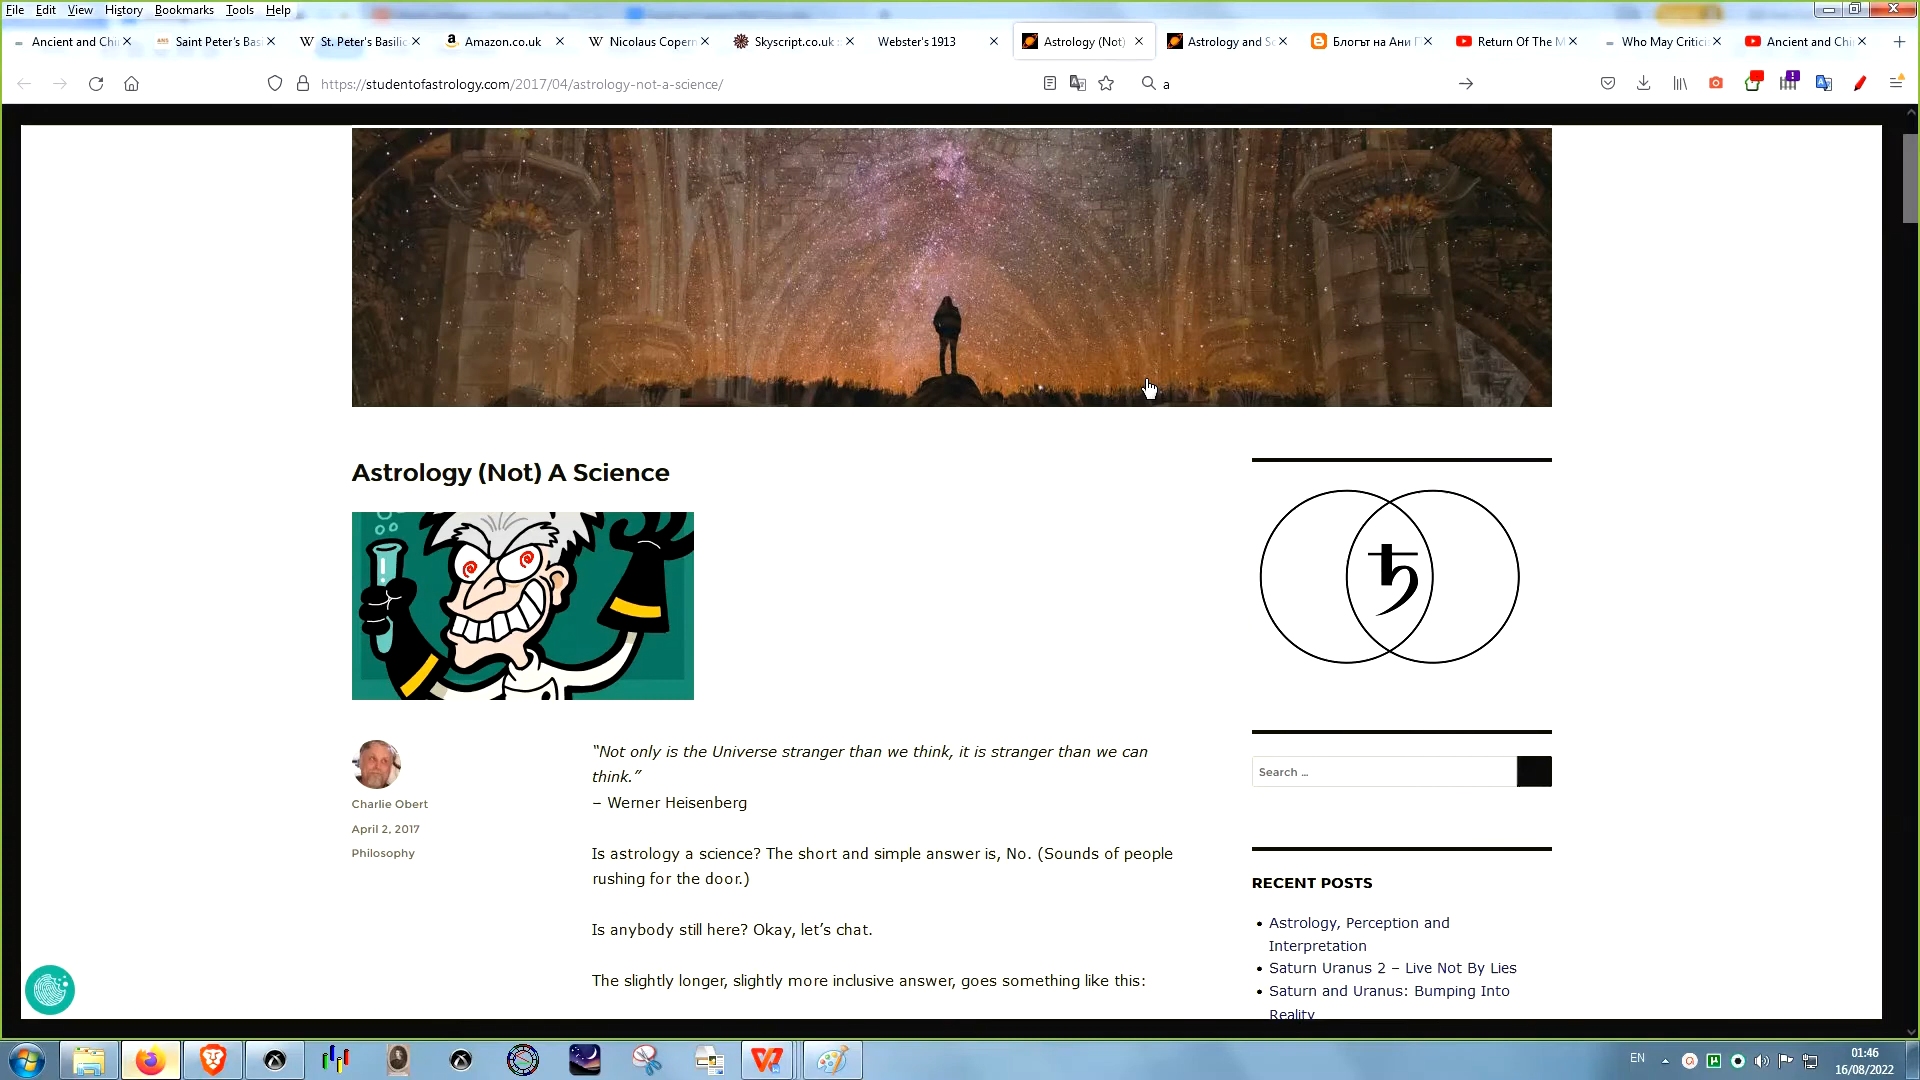 File Edit View History Bookmarks Tools Help
Ancient and Chi
Saint Peter's Basi
St. Peter's Basilic
Amazon.co.uk
Nicolaus Copern
Skyscript.co.uk :
Webster's 1913
Astrology (Not)
Astrology and Sc
Блогът на Ани П
Return Of The M
Who May Critici
Ancient and Chi
https://studentofastrology.com/2017/04/astrology-not-a-science/
a
Astrology (Not) A Science
“Not only is the Universe stranger than we think, it is stranger than we can
think.”
– Werner Heisenberg
Charlie Obert
April 2, 2017
Philosophy
Is astrology a science? The short and simple answer is, No. (Sounds of people
rushing for the door.)
Is anybody still here? Okay, let’s chat.
The slightly longer, slightly more inclusive answer, goes something like this:
Search …
RECENT POSTS
Astrology, Perception and
Interpretation
Saturn Uranus 2 – Live Not By Lies
Saturn and Uranus: Bumping Into
Reality
EN
01:46
16/08/2022